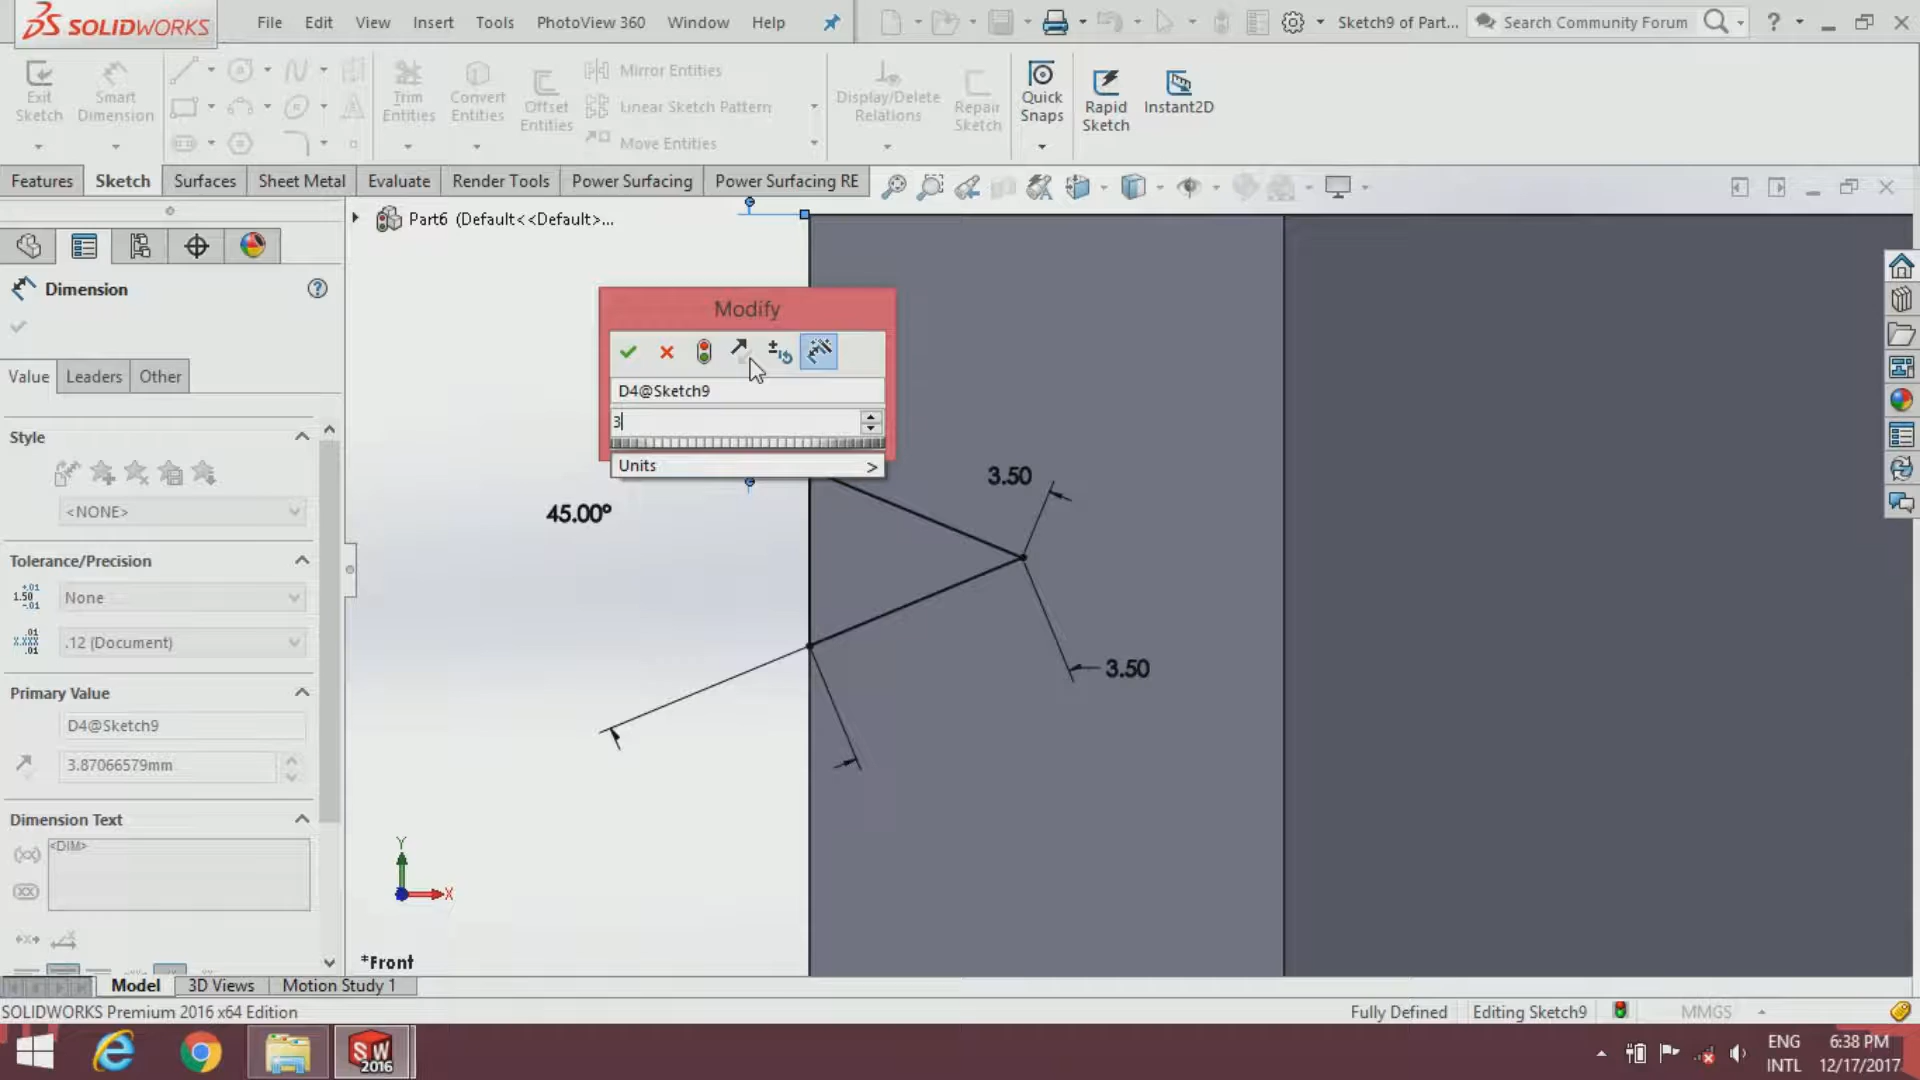 SOLIDWORKS
File Edit View Insert Tools PhotoView 360 Window Help
Sketch9 of Part...
Search Community Forum
?
Exit Sketch
Smart Dimension
Trim Entities
Convert Entities
Offset Entities
Mirror Entities
Linear Sketch Pattern
Move Entities
Display/Delete Relations
Repair Sketch
Quick Snaps
Rapid Sketch
Instant2D
Features Sketch Surfaces Sheet Metal Evaluate Render Tools Power Surfacing Power Surfacing RE
Part6 (Default<<Default>...
Dimension
Value Leaders Other
Style
<NONE>
Tolerance/Precision
None
.12 (Document)
Primary Value
D4@Sketch9
3.87066579mm
Dimension Text
<DIM>
Modify
D4@Sketch9
3
Units >
45.00°
3.50
3.50
Y
X
*Front
Model 3D Views Motion Study 1
SOLIDWORKS Premium 2016 x64 Edition
Fully Defined Editing Sketch9 MMGS
SW 2016
ENG 6:38 PM
INTL 12/17/2017